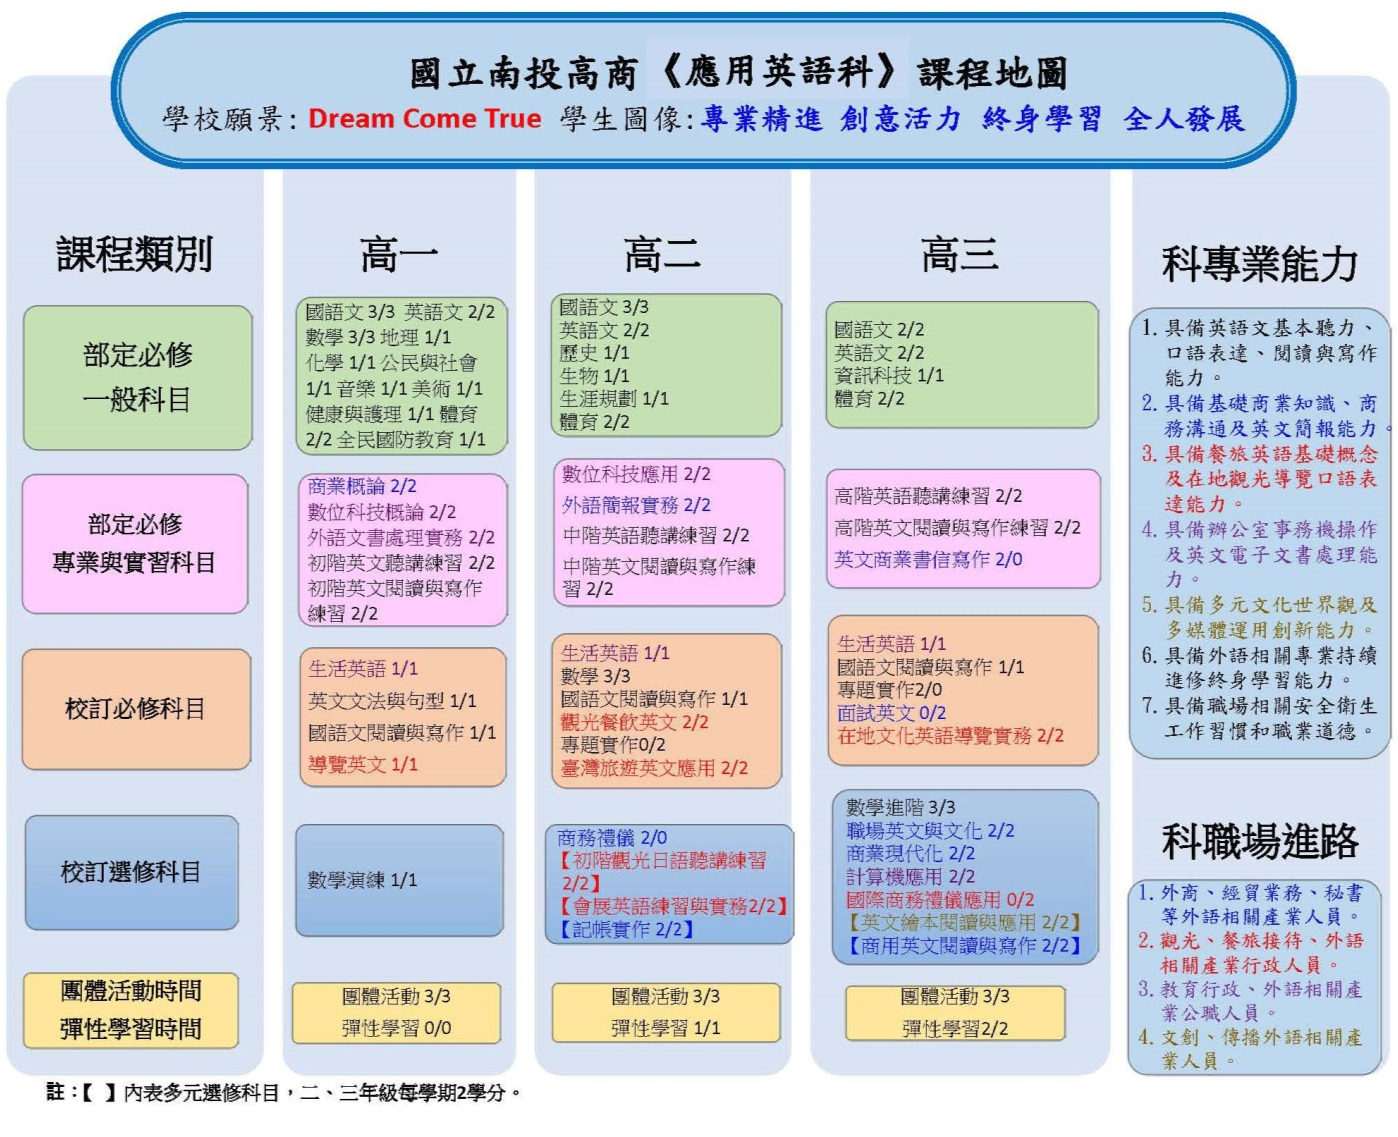 國立南投高商《應用英語科》課程地圖
學校願景: Dream Come True 學生圖像:專業精進 創意活力 終身學習 全人發展
課程類別
部定必修
一般科目
部定必修
專業與實習科目
校訂必修科目
校訂選修科目
團體活動時間
彈性學習時間
高一
國語文 3/3 英語文 2/2
數學 3/3 地理 1/1
化學 1/1 公民與社會
1/1 音樂 1/1 美術 1/1
健康與護理 1/1 體育
2/2 全民國防教育 1/1
商業概論 2/2
數位科技概論 2/2
外語文書處理實務 2/2
初階英文聽講練習 2/2
初階英文閱讀與寫作
練習 2/2
生活英語 1/1
英文文法與句型 1/1
國語文閱讀與寫作 1/1
導覽英文 1/1
數學演練 1/1
團體活動 3/3
彈性學習 0/0
高二
國語文 3/3
英語文 2/2
歷史 1/1
生物 1/1
生涯規劃 1/1
體育 2/2
數位科技應用 2/2
外語簡報實務 2/2
中階英語聽講練習 2/2
中階英文閱讀與寫作練
習 2/2
生活英語 1/1
數學 3/3
國語文閱讀與寫作 1/1
觀光餐飲英文 2/2
專題實作0/2
臺灣旅遊英文應用 2/2
商務禮儀 2/0
【初階觀光日語聽講練習
2/2】
【會展英語練習與實務2/2】
【記帳實作 2/2】
團體活動 3/3
彈性學習 1/1
高三
國語文 2/2
英語文 2/2
資訊科技 1/1
體育 2/2
高階英語聽講練習 2/2
高階英文閱讀與寫作練習 2/2
英文商業書信寫作 2/0
生活英語 1/1
國語文閱讀與寫作 1/1
專題實作2/0
面試英文 0/2
在地文化英語導覽實務 2/2
數學進階 3/3
職場英文與文化 2/2
商業現代化 2/2
計算機應用 2/2
國際商務禮儀應用 0/2
【英文繪本閱讀與應用 2/2】
【商用英文閱讀與寫作 2/2】
團體活動 3/3
彈性學習2/2
科專業能力
1. 具備英語文基本聽力、
口語表達、閱讀與寫作
能力。
2. 具備基礎商業知識、商
務溝通及英文簡報能力。
3. 具備餐旅英語基礎概念
及在地觀光導覽口語表
達能力。
4. 具備辦公室事務機操作
及英文電子文書處理能
力。
5. 具備多元文化世界觀及
多媒體運用創新能力。
6. 具備外語相關專業持續
進修終身學習能力。
7. 具備職場相關安全衛生
工作習慣和職業道德。
科職場進路
1. 外商、經貿業務、秘書
等外語相關產業人員。
2. 觀光、餐旅接待、外語
相關產業行政人員。
3. 教育行政、外語相關產
業公職人員。
4. 文創、傳播外語相關產
業人員。
註:【 】內表多元選修科目，二、三年級每學期2學分。